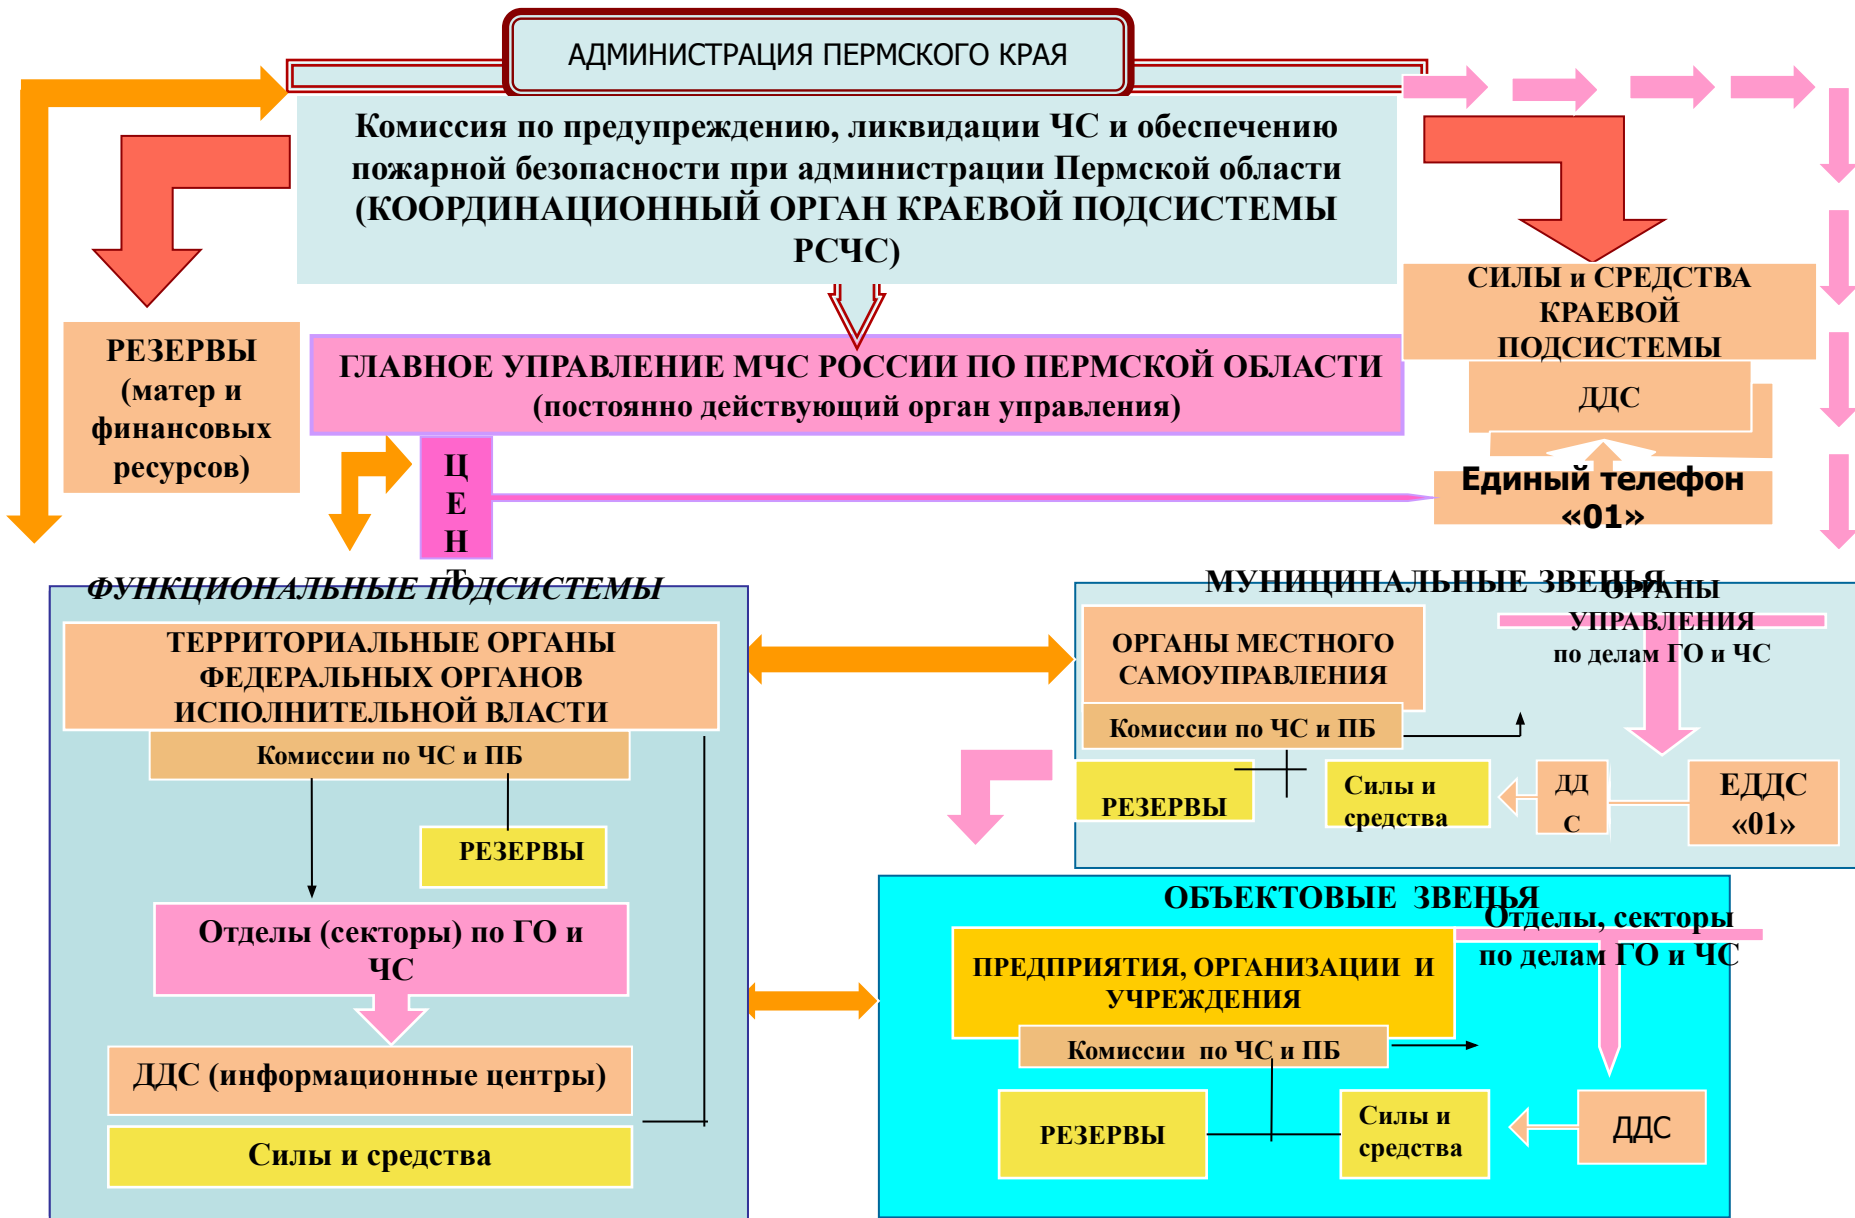 АДМИНИСТРАЦИЯ ПЕРМСКОГО КРАЯ
Комиссия по предупреждению, ликвидации ЧС и обеспечению
пожарной безопасности при администрации Пермской области
(КООРДИНАЦИОННЫЙ ОРГАН КРАЕВОЙ ПОДСИСТЕМЫ
РСЧС)
РЕЗЕРВЫ
(матер и
финансовых
ресурсов)
ГЛАВНОЕ УПРАВЛЕНИЕ МЧС РОССИИ ПО ПЕРМСКОЙ ОБЛАСТИ
(постоянно действующий орган управления)
СИЛЫ и СРЕДСТВА
КРАЕВОЙ
ПОДСИСТЕМЫ
ДДС
Единый телефон
«01»
Ц
Е
Н
Т
ФУНКЦИОНАЛЬНЫЕ ПОДСИСТЕМЫ
ТЕРРИТОРИАЛЬНЫЕ ОРГАНЫ
ФЕДЕРАЛЬНЫХ ОРГАНОВ
ИСПОЛНИТЕЛЬНОЙ ВЛАСТИ
Комиссии по ЧС и ПБ
РЕЗЕРВЫ
Отделы (секторы) по ГО и
ЧС
ДДС (информационные центры)
Силы и средства
МУНИЦИПАЛЬНЫЕ ЗВЕНЬЯ
ОРГАНЫ МЕСТНОГО
САМОУПРАВЛЕНИЯ
Комиссии по ЧС и ПБ
ОРГАНЫ
УПРАВЛЕНИЯ
по делам ГО и ЧС
РЕЗЕРВЫ
Силы и
средства
ДД
С
ЕДДС
«01»
ОБЪЕКТОВЫЕ ЗВЕНЬЯ
ПРЕДПРИЯТИЯ, ОРГАНИЗАЦИИ И
УЧРЕЖДЕНИЯ
Комиссии по ЧС и ПБ
Отделы, секторы
по делам ГО и ЧС
РЕЗЕРВЫ
Силы и
средства
ДДС